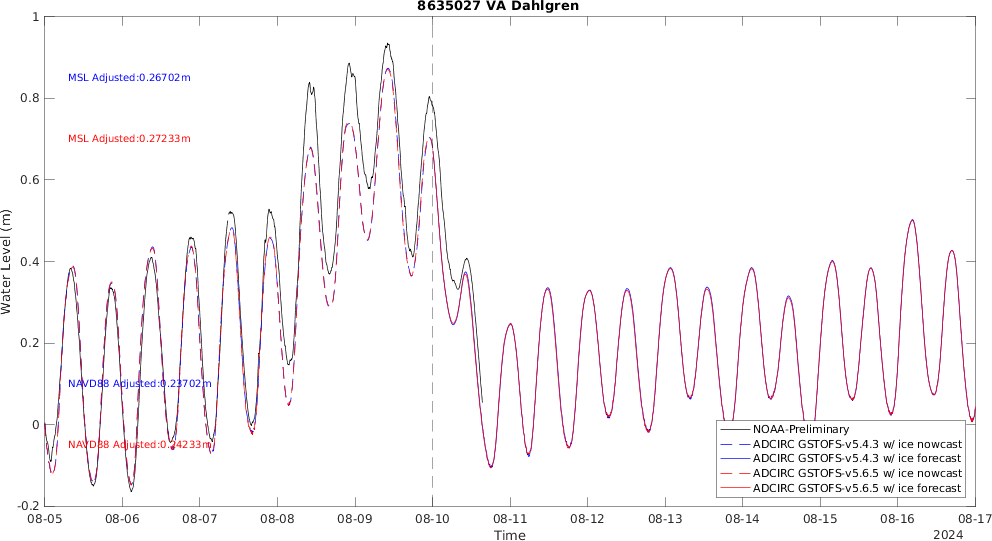 8635027 VA Dahlgren
1
0.8
0.6
0.4
0.2
0
-0.2
Water Level (m)
MSL Adjusted:0.26702m
MSL Adjusted:0.27233m
NAVD88 Adjusted:0.23702m
NAVD88 Adjusted:0.24233m
NOAA-Preliminary
ADCIRC GSTOFS-v5.4.3 w/ ice nowcast
ADCIRC GSTOFS-v5.4.3 w/ ice forecast
ADCIRC GSTOFS-v5.6.5 w/ ice nowcast
ADCIRC GSTOFS-v5.6.5 w/ ice forecast
08-05 08-06 08-07 08-08 08-09 08-10 08-11 08-12 08-13 08-14 08-15 08-16 08-17
Time
2024